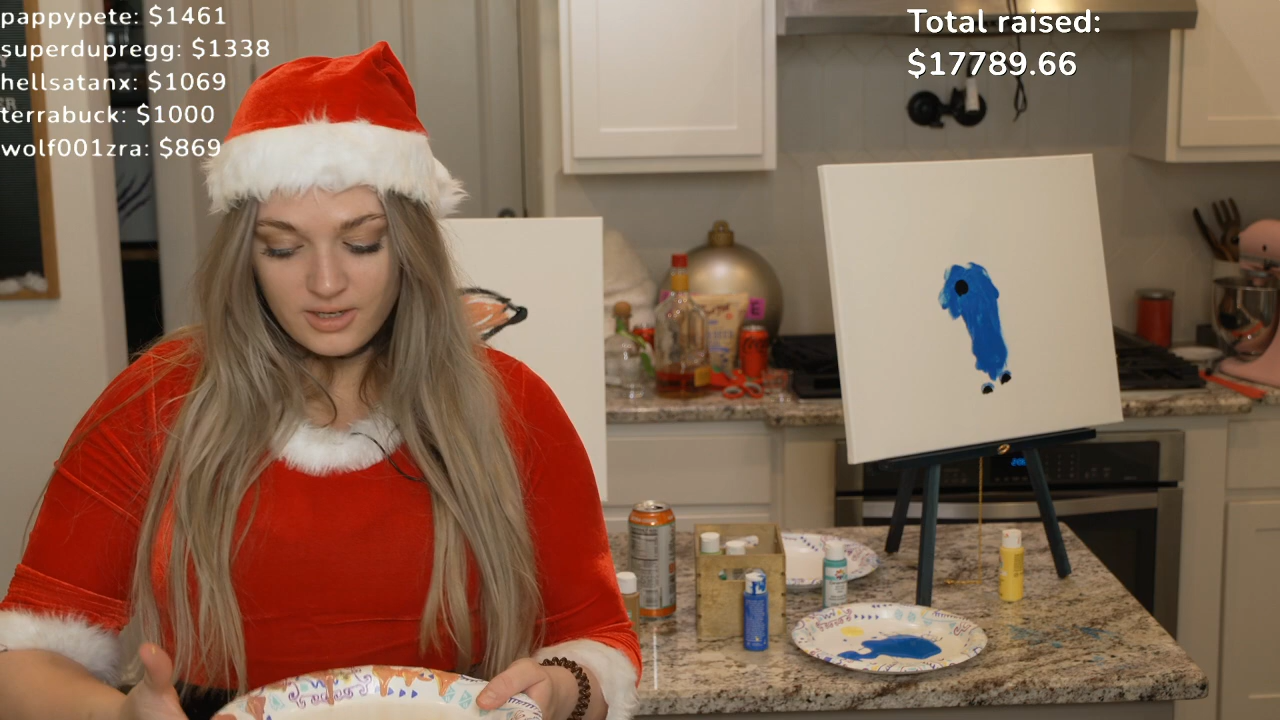 pappypete: $1461
superdupregg: $1338
hellsatanx: $1069
terrabuck: $1000
wolf001zra: $869
Total raised:
$17789.66
E